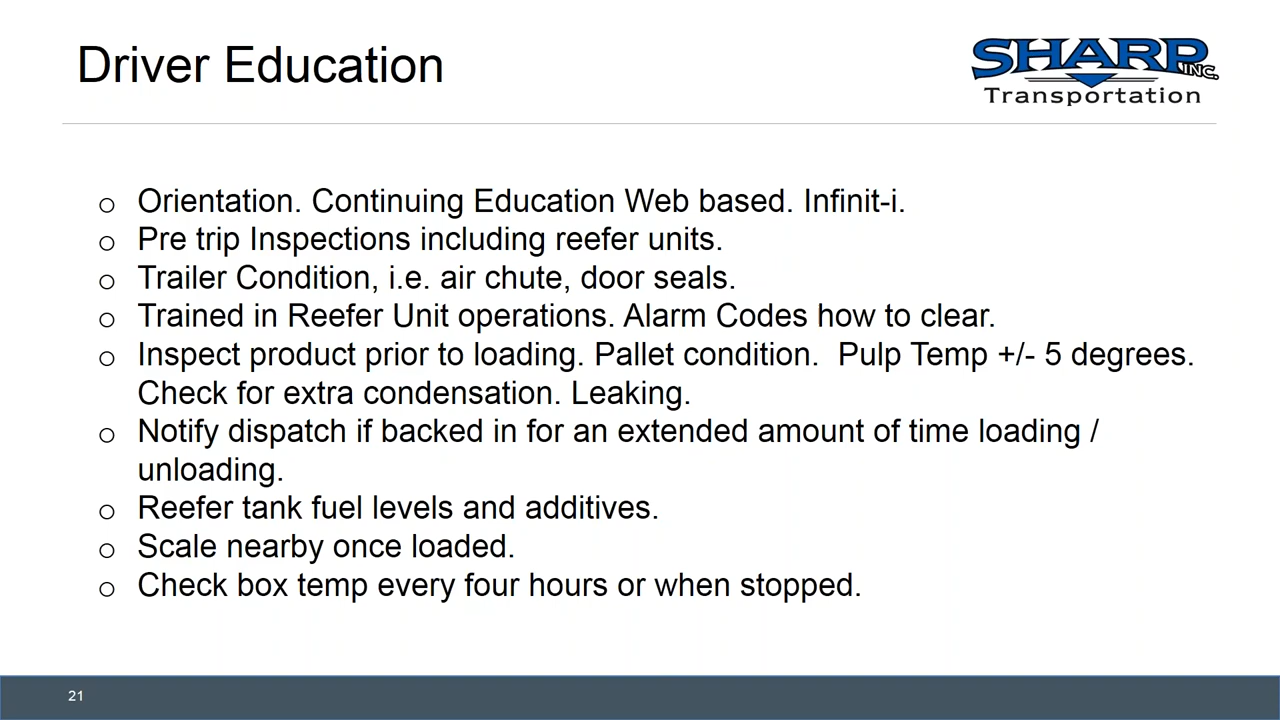 Driver Education
SHARP INC.
Transportation
o Orientation. Continuing Education Web based. Infinit-i.
o Pre trip Inspections including reefer units.
o Trailer Condition, i.e. air chute, door seals.
o Trained in Reefer Unit operations. Alarm Codes how to clear.
o Inspect product prior to loading. Pallet condition.  Pulp Temp +/- 5 degrees.
Check for extra condensation. Leaking.
o Notify dispatch if backed in for an extended amount of time loading /
unloading.
o Reefer tank fuel levels and additives.
o Scale nearby once loaded.
o Check box temp every four hours or when stopped.
21